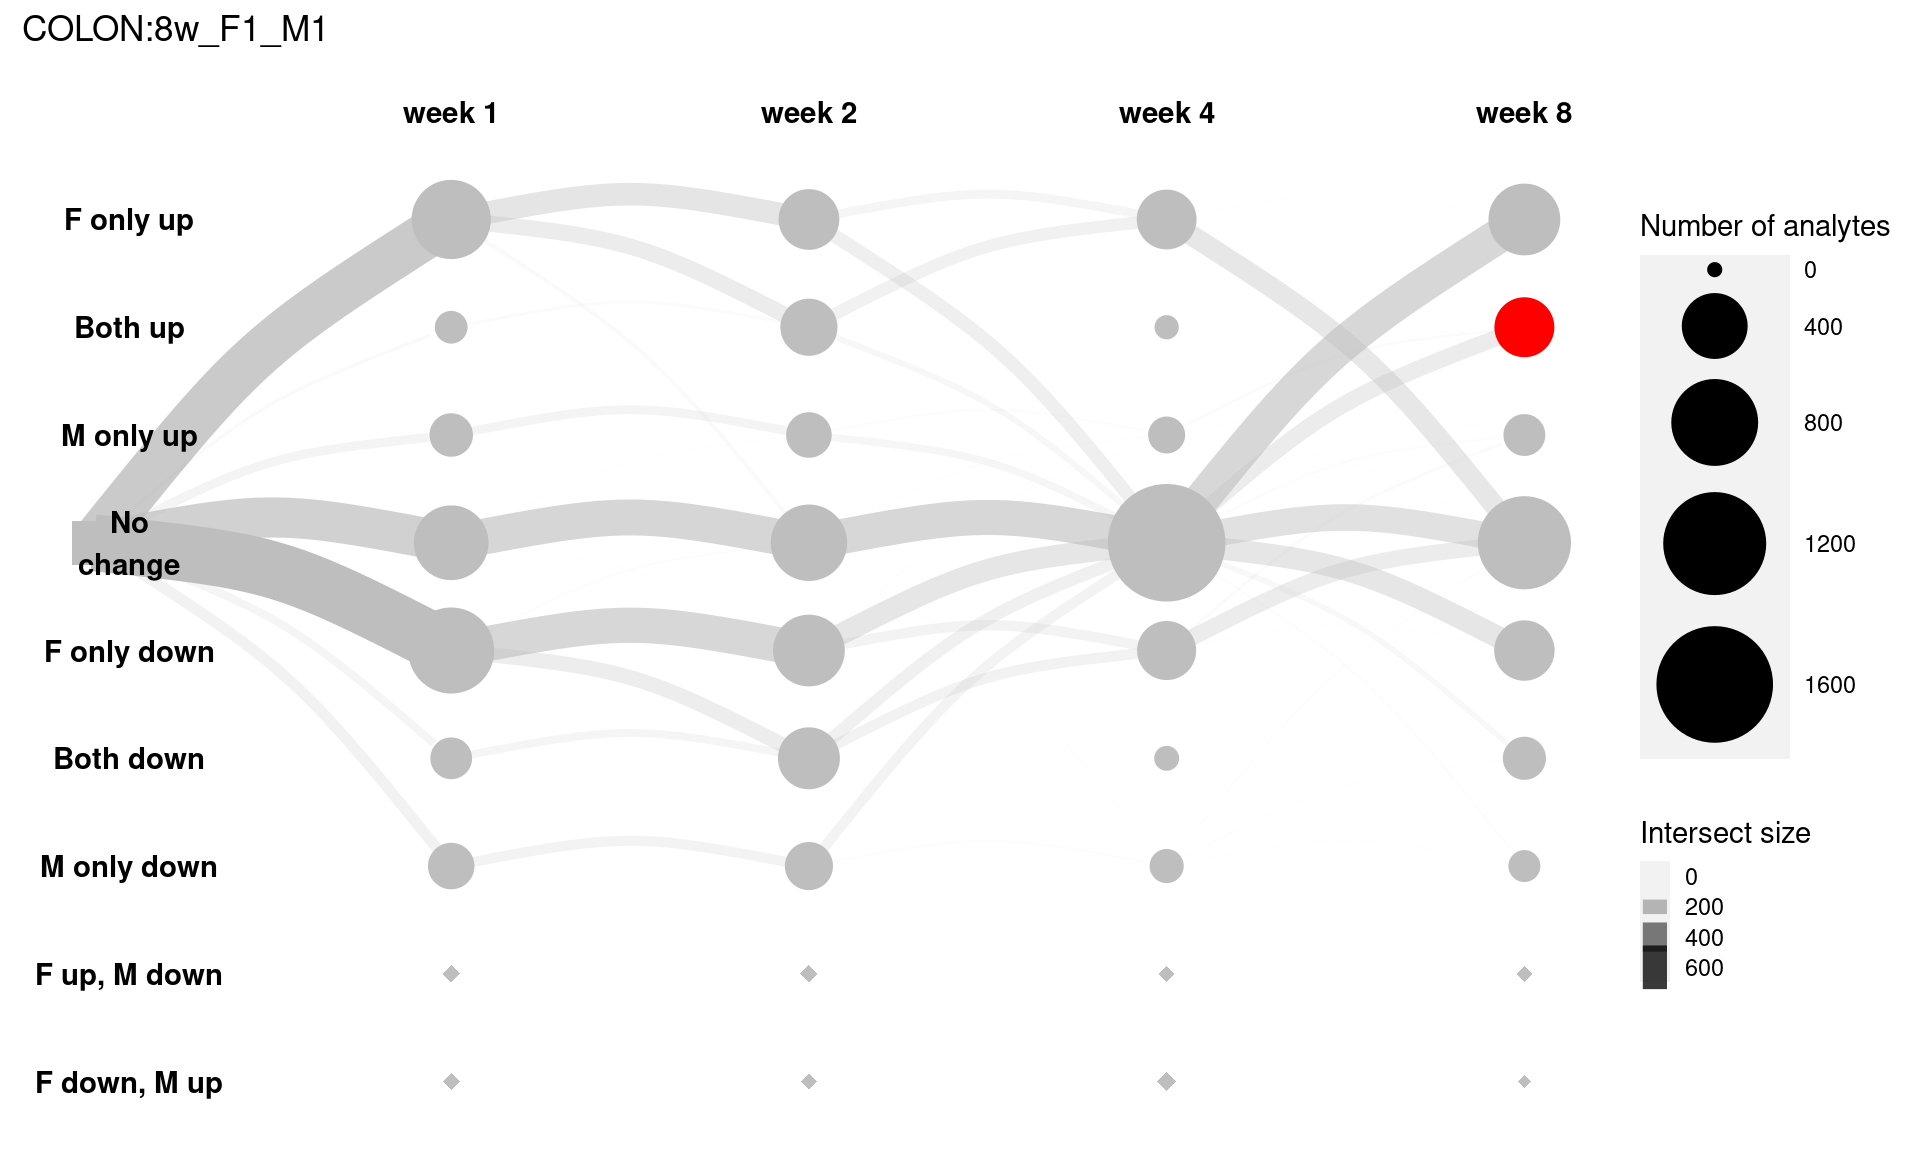 COLON:8w_F1_M1
week 1
week 2
week 4
week 8
F only up
Both up
M only up
No
change
F only down
Both down
M only down
F up, M down
F down, M up
Number of analytes
0
400
800
1200
1600
Intersect size
0
200
400
600